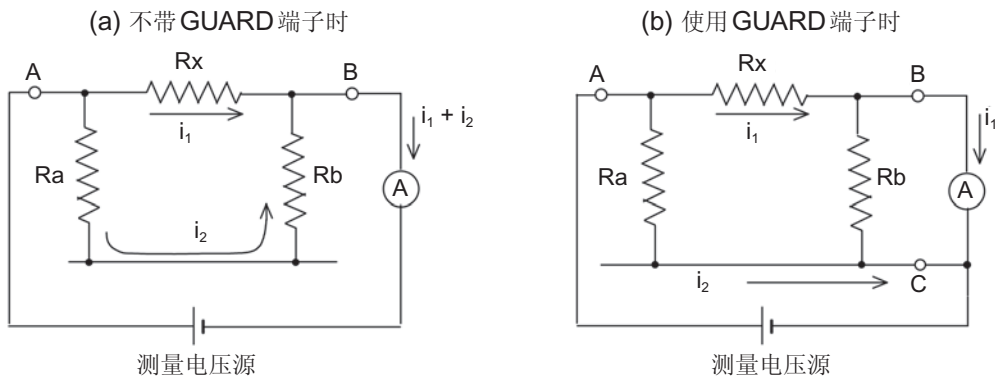 (a) 不带GUARD端子时
A
Rx
B
i₁
i₁ + i₂
Ra
Rb
A
i₂
测量电压源
(b) 使用GUARD端子时
A
Rx
B
i₁
i₁
Ra
Rb
A
i₂
C
测量电压源